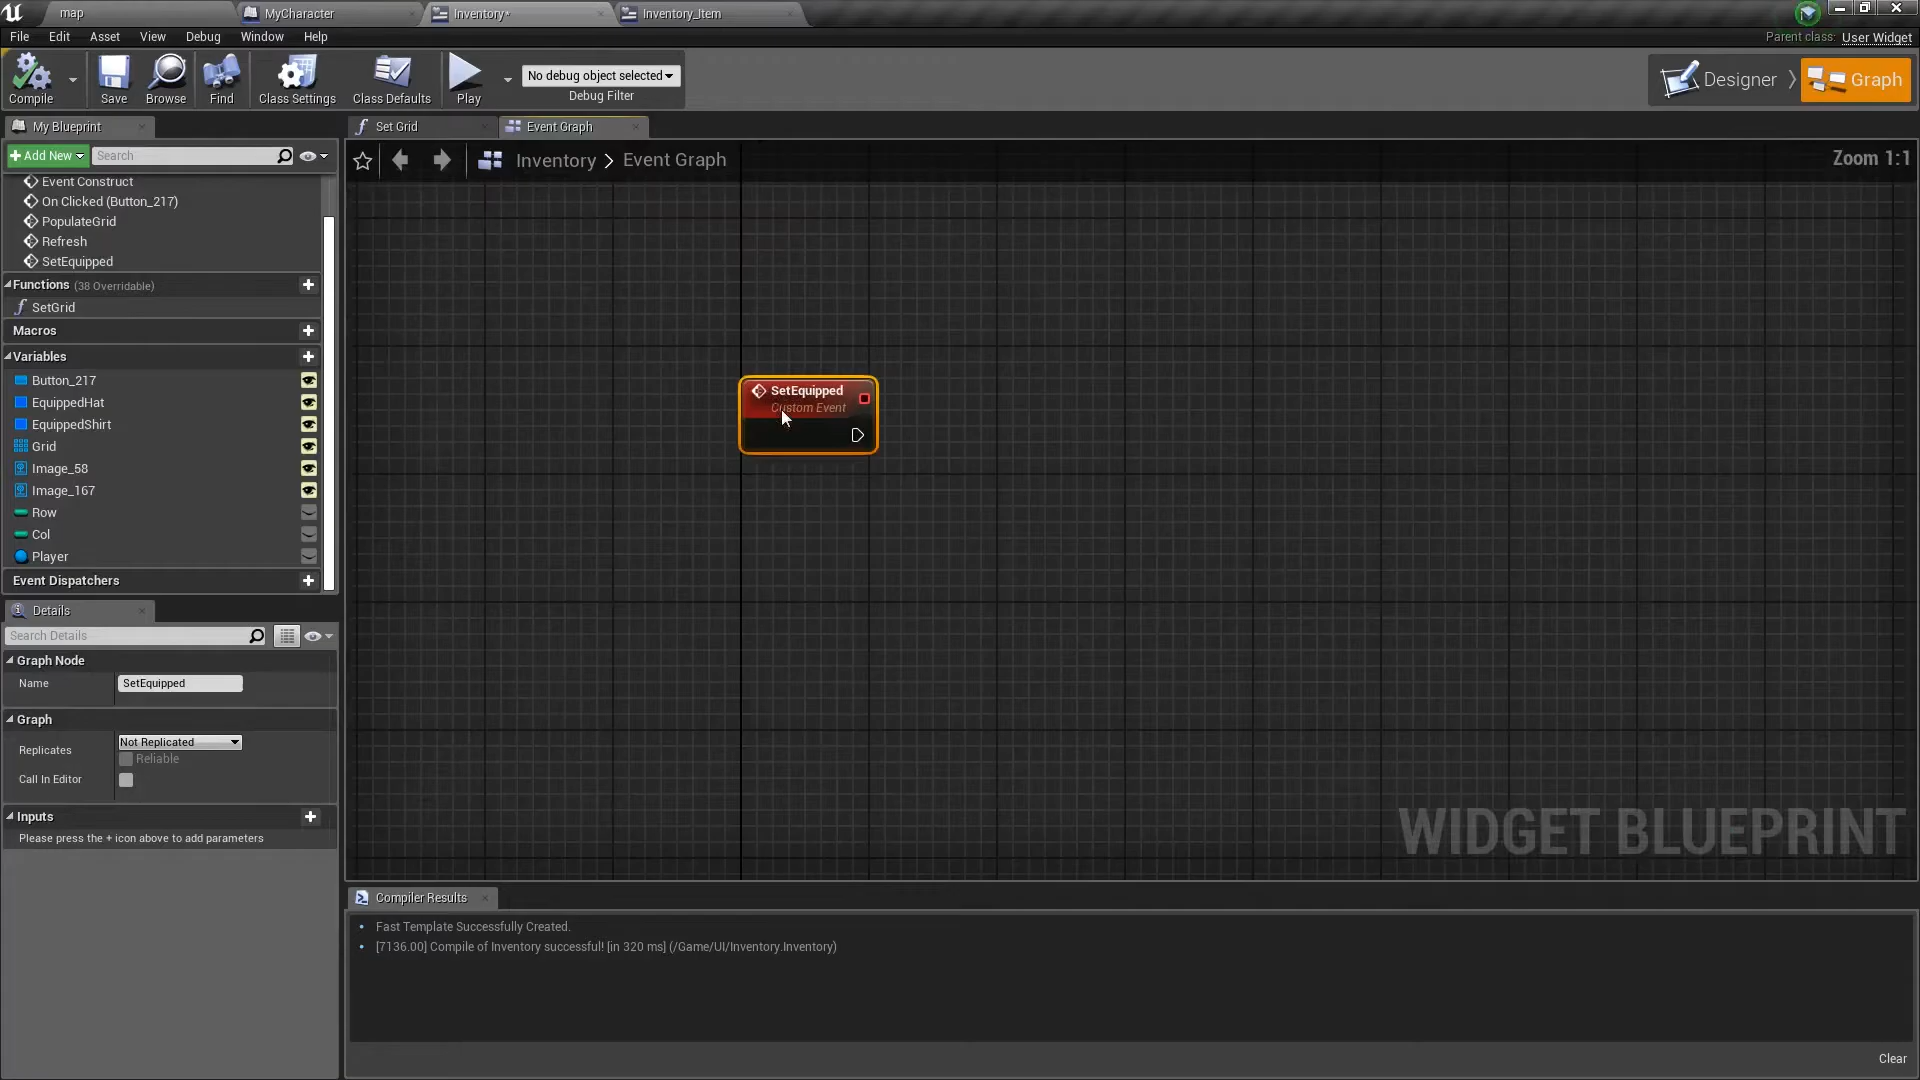 map
MyCharacter
Inventory*
Inventory_Item
File
Edit
Asset
View
Debug
Window
Help
Parent class: User Widget
Compile
Save
Browse
Find
Class Settings
Class Defaults
Play
No debug object selected
Debug Filter
Designer
Graph
My Blueprint
Set Grid
Event Graph
Add New
Search
Inventory > Event Graph
Zoom 1:1
Event Construct
On Clicked (Button_217)
PopulateGrid
Refresh
SetEquipped
Functions (38 Overridable)
SetGrid
Macros
Variables
Button_217
EquippedHat
EquippedShirt
Grid
Image_58
Image_167
Row
Col
Player
Event Dispatchers
SetEquipped
Custom Event
Details
Search Details
Graph Node
Name
SetEquipped
Graph
Replicates
Not Replicated
Reliable
Call In Editor
Inputs
Please press the + icon above to add parameters
WIDGET BLUEPRINT
Compiler Results
Fast Template Successfully Created.
[7136.00] Compile of Inventory successful! [in 320 ms] (/Game/UI/Inventory.Inventory)
Clear